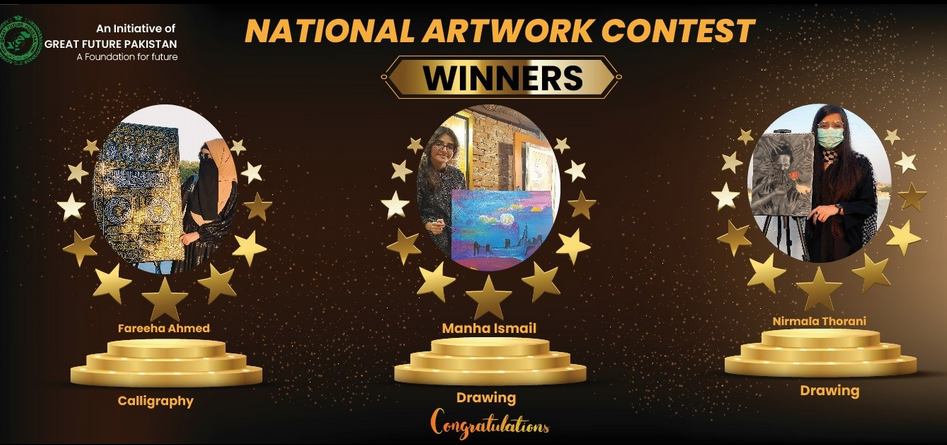 An Initiative of
GREAT FUTURE PAKISTAN
A Foundation for future
NATIONAL ARTWORK CONTEST
WINNERS
Fareeha Ahmed
Calligraphy
Manha Ismail
Drawing
Nirmala Thorani
Drawing
Congratulations